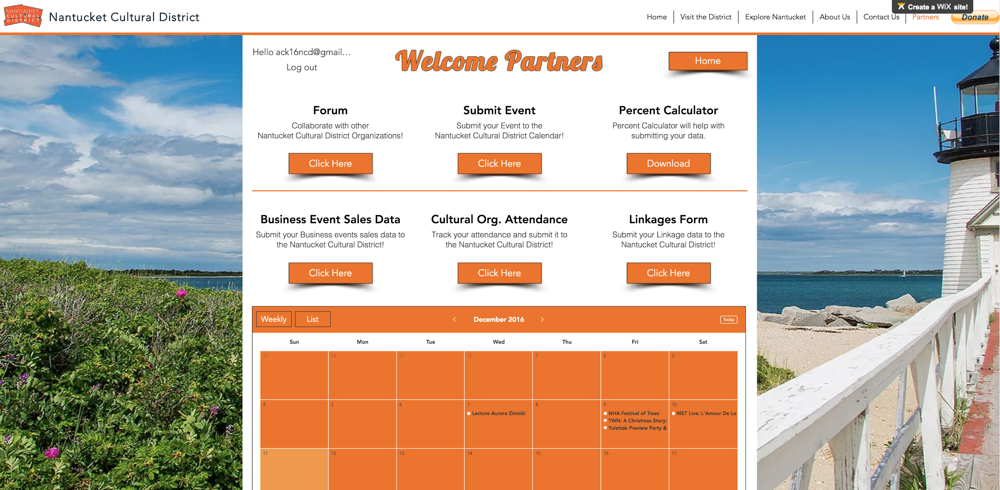 NANTUCKET
CULTURAL
DISTRICT
Nantucket Cultural District
Home
Visit the District
Explore Nantucket
About Us
Contact Us
Partners
Create a WiX site!
Donate
Hello ack16ncd@gmail...
Log out
Welcome Partners
Home
Forum
Collaborate with other
Nantucket Cultural District Organizations!
Click Here
Submit Event
Submit your Event to the
Nantucket Cultural District Calendar!
Click Here
Percent Calculator
Percent Calculator will help with
submitting your data.
Download
Business Event Sales Data
Submit your Business events sales data to
the Nantucket Cultural District!
Click Here
Cultural Org. Attendance
Track your attendance and submit it to
the Nantucket Cultural District!
Click Here
Linkages Form
Submit your Linkage data to the
Nantucket Cultural District!
Click Here
Weekly
List
December 2016
Today
Sun Mon Tue Wed Thu Fri Sat
27 28 29 30 1 2 3
4 5 6 7 8 9 10
Lecture Aurora Zimicki
NHA Festival of Trees
TWN: A Christmas Story:
Yuletide Preview Party &
MET Live: L'Amour De Lo
11 12 13 14 15 16 17